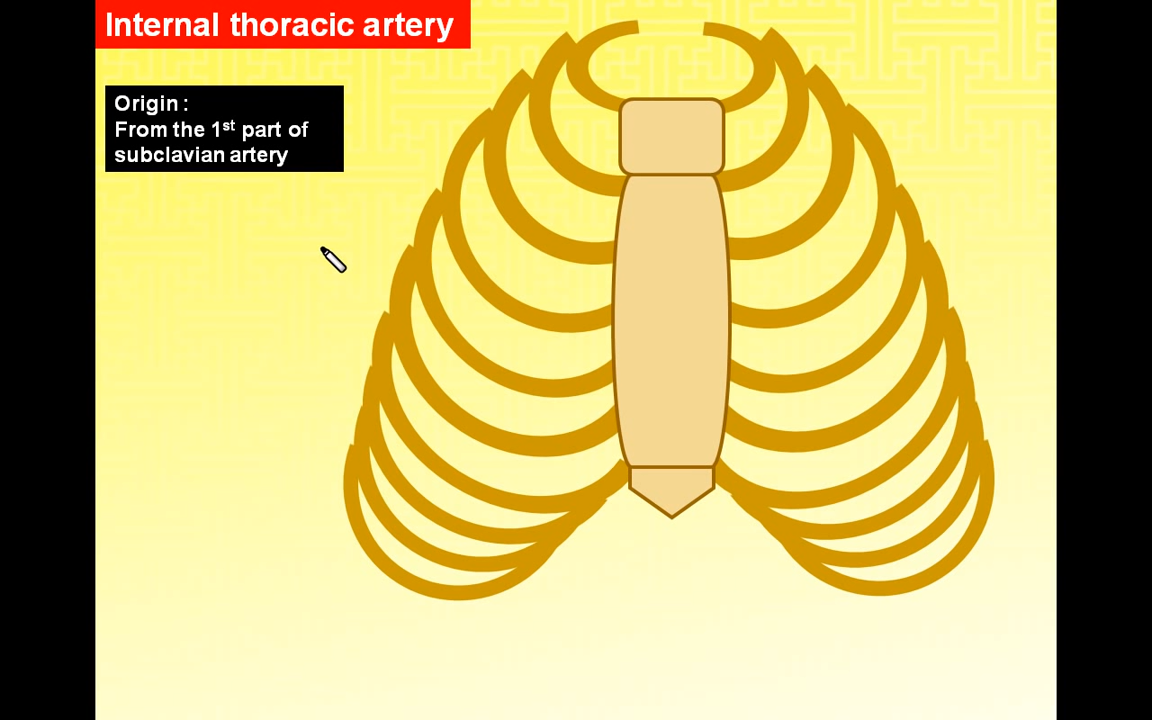 Internal thoracic artery
Origin :
From the 1st part of
subclavian artery